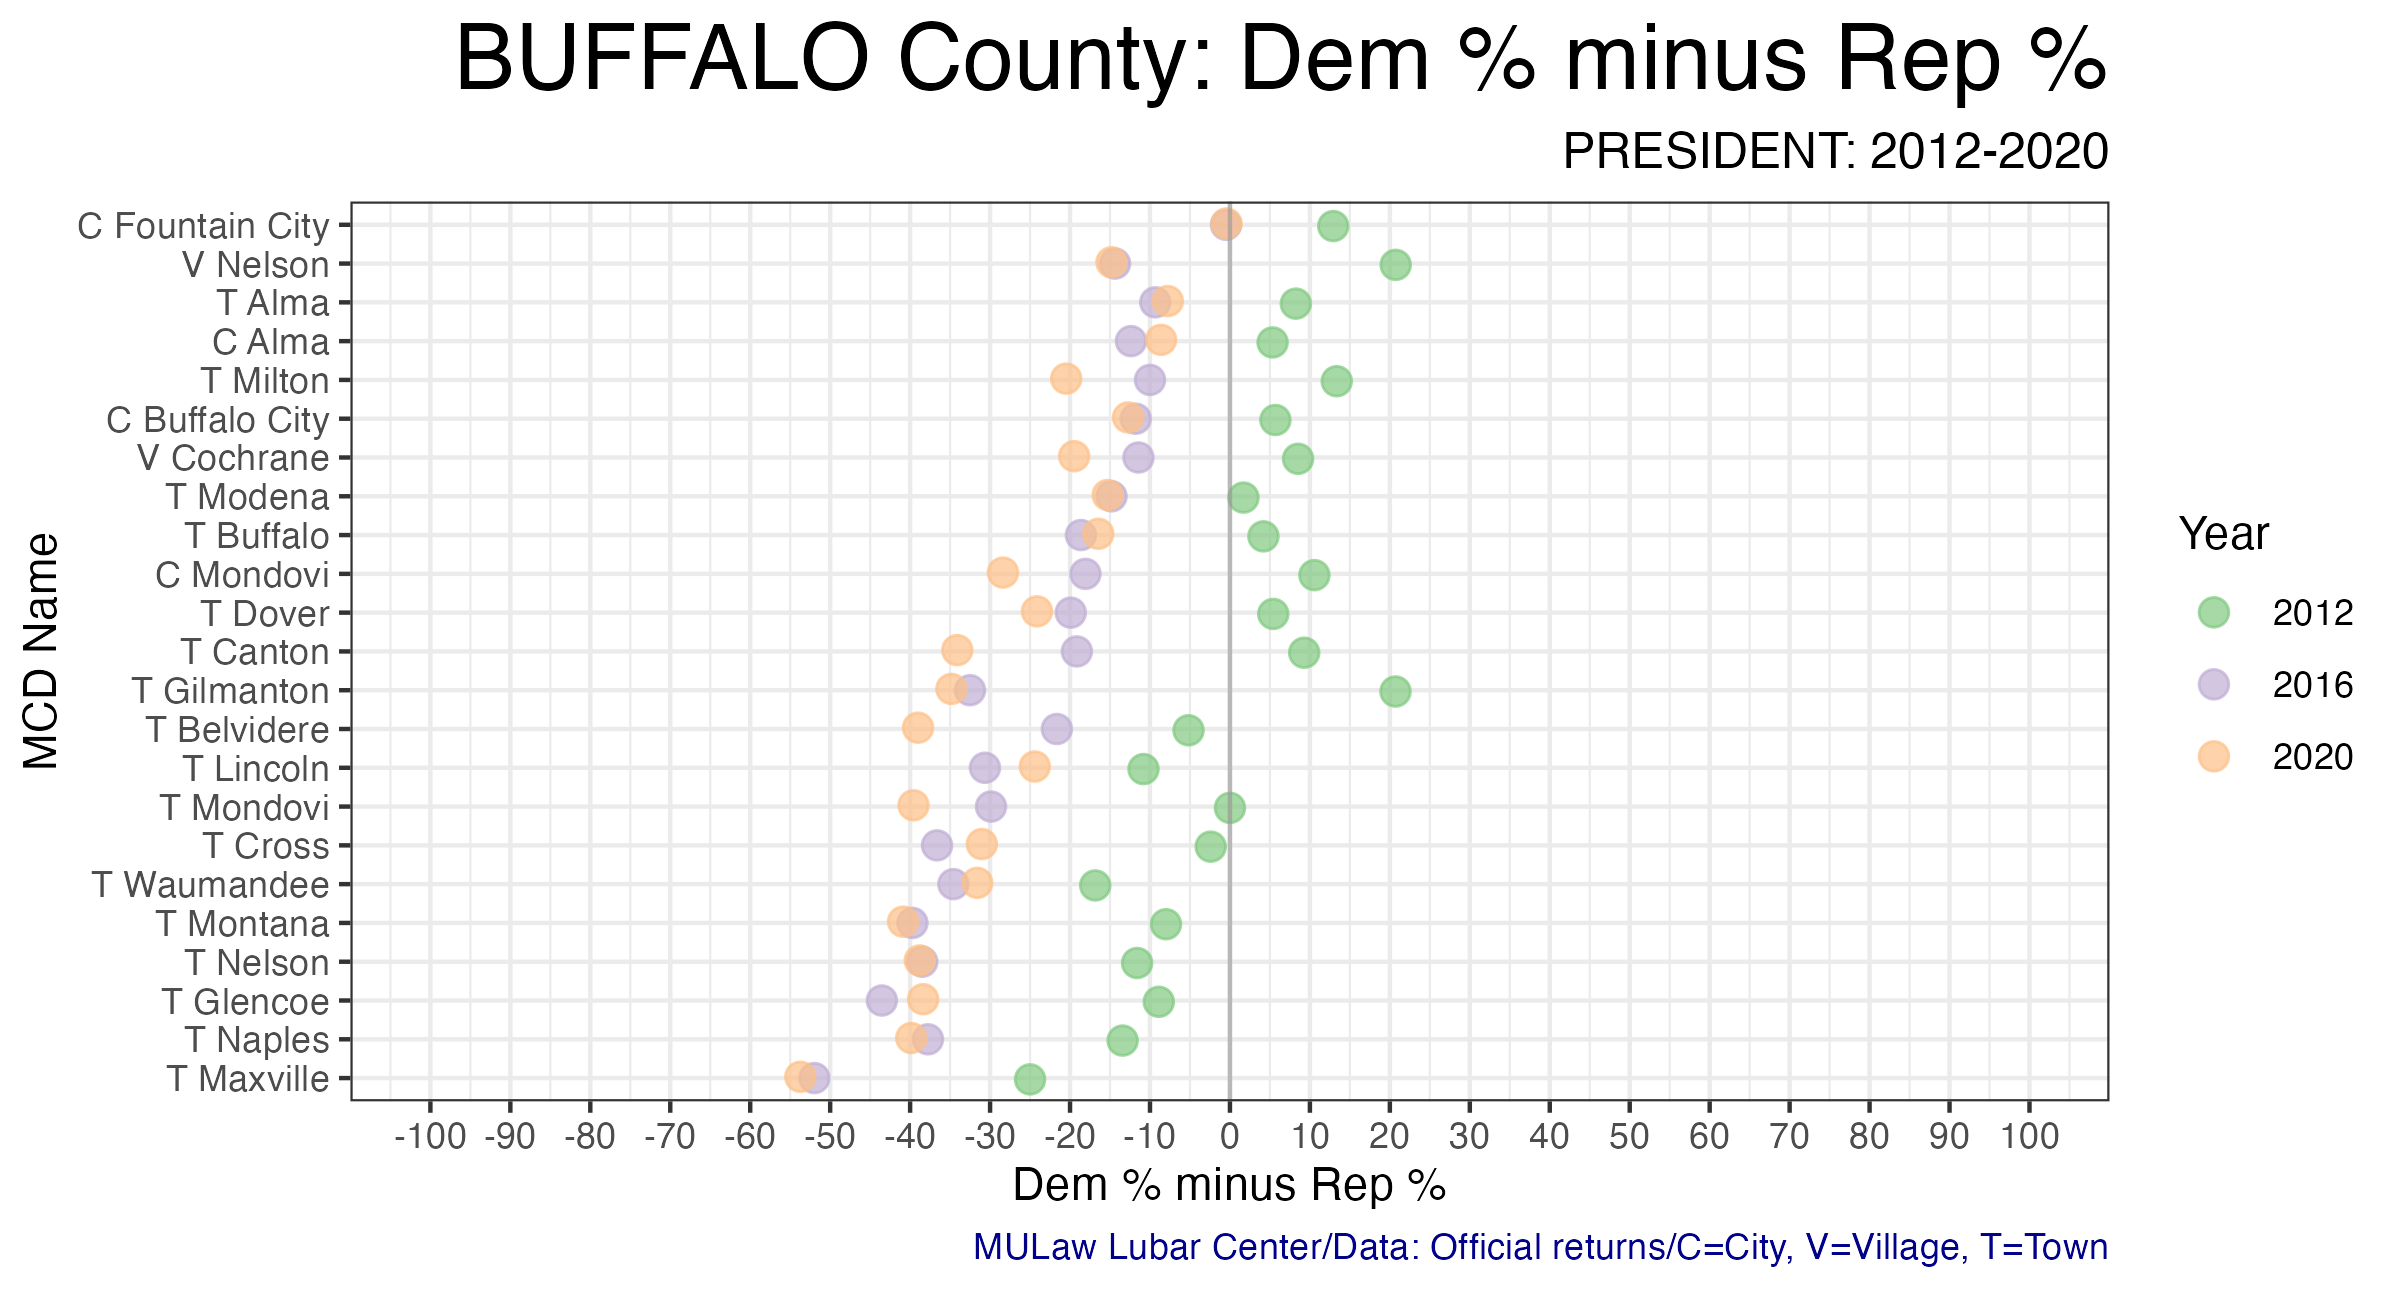 BUFFALO County: Dem % minus Rep %
PRESIDENT: 2012-2020
MCD Name
C Fountain City
V Nelson
T Alma
C Alma
T Milton
C Buffalo City
V Cochrane
T Modena
T Buffalo
C Mondovi
T Dover
T Canton
T Gilmanton
T Belvidere
T Lincoln
T Mondovi
T Cross
T Waumandee
T Montana
T Nelson
T Glencoe
T Naples
T Maxville
-100 -90 -80 -70 -60 -50 -40 -30 -20 -10 0 10 20 30 40 50 60 70 80 90 100
Dem % minus Rep %
Year
2012
2016
2020
MULaw Lubar Center/Data: Official returns/C=City, V=Village, T=Town